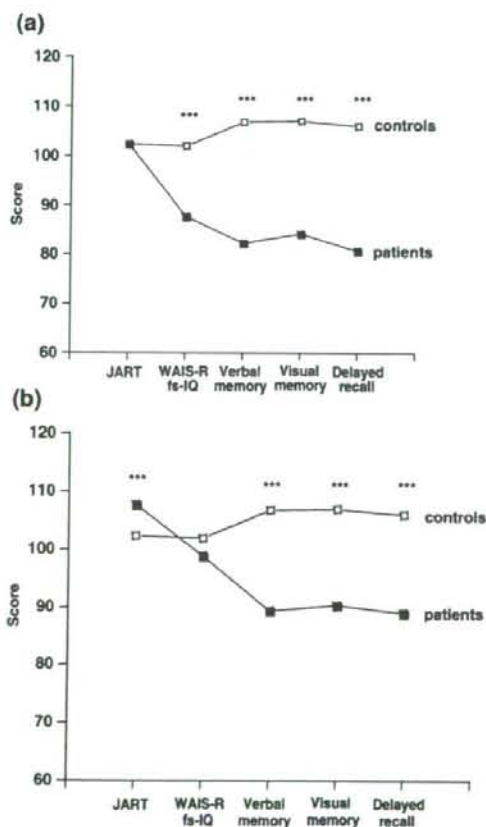 (a)
120
110
100
90
80
70
60
Score
*** *** *** ***
controls
patients
JART WAIS-R Verbal Visual Delayed
fs-IQ memory memory recall
(b)
120
110
100
90
80
70
60
Score
*** *** *** ***
controls
patients
JART WAIS-R Verbal Visual Delayed
fs-IQ memory memory recall